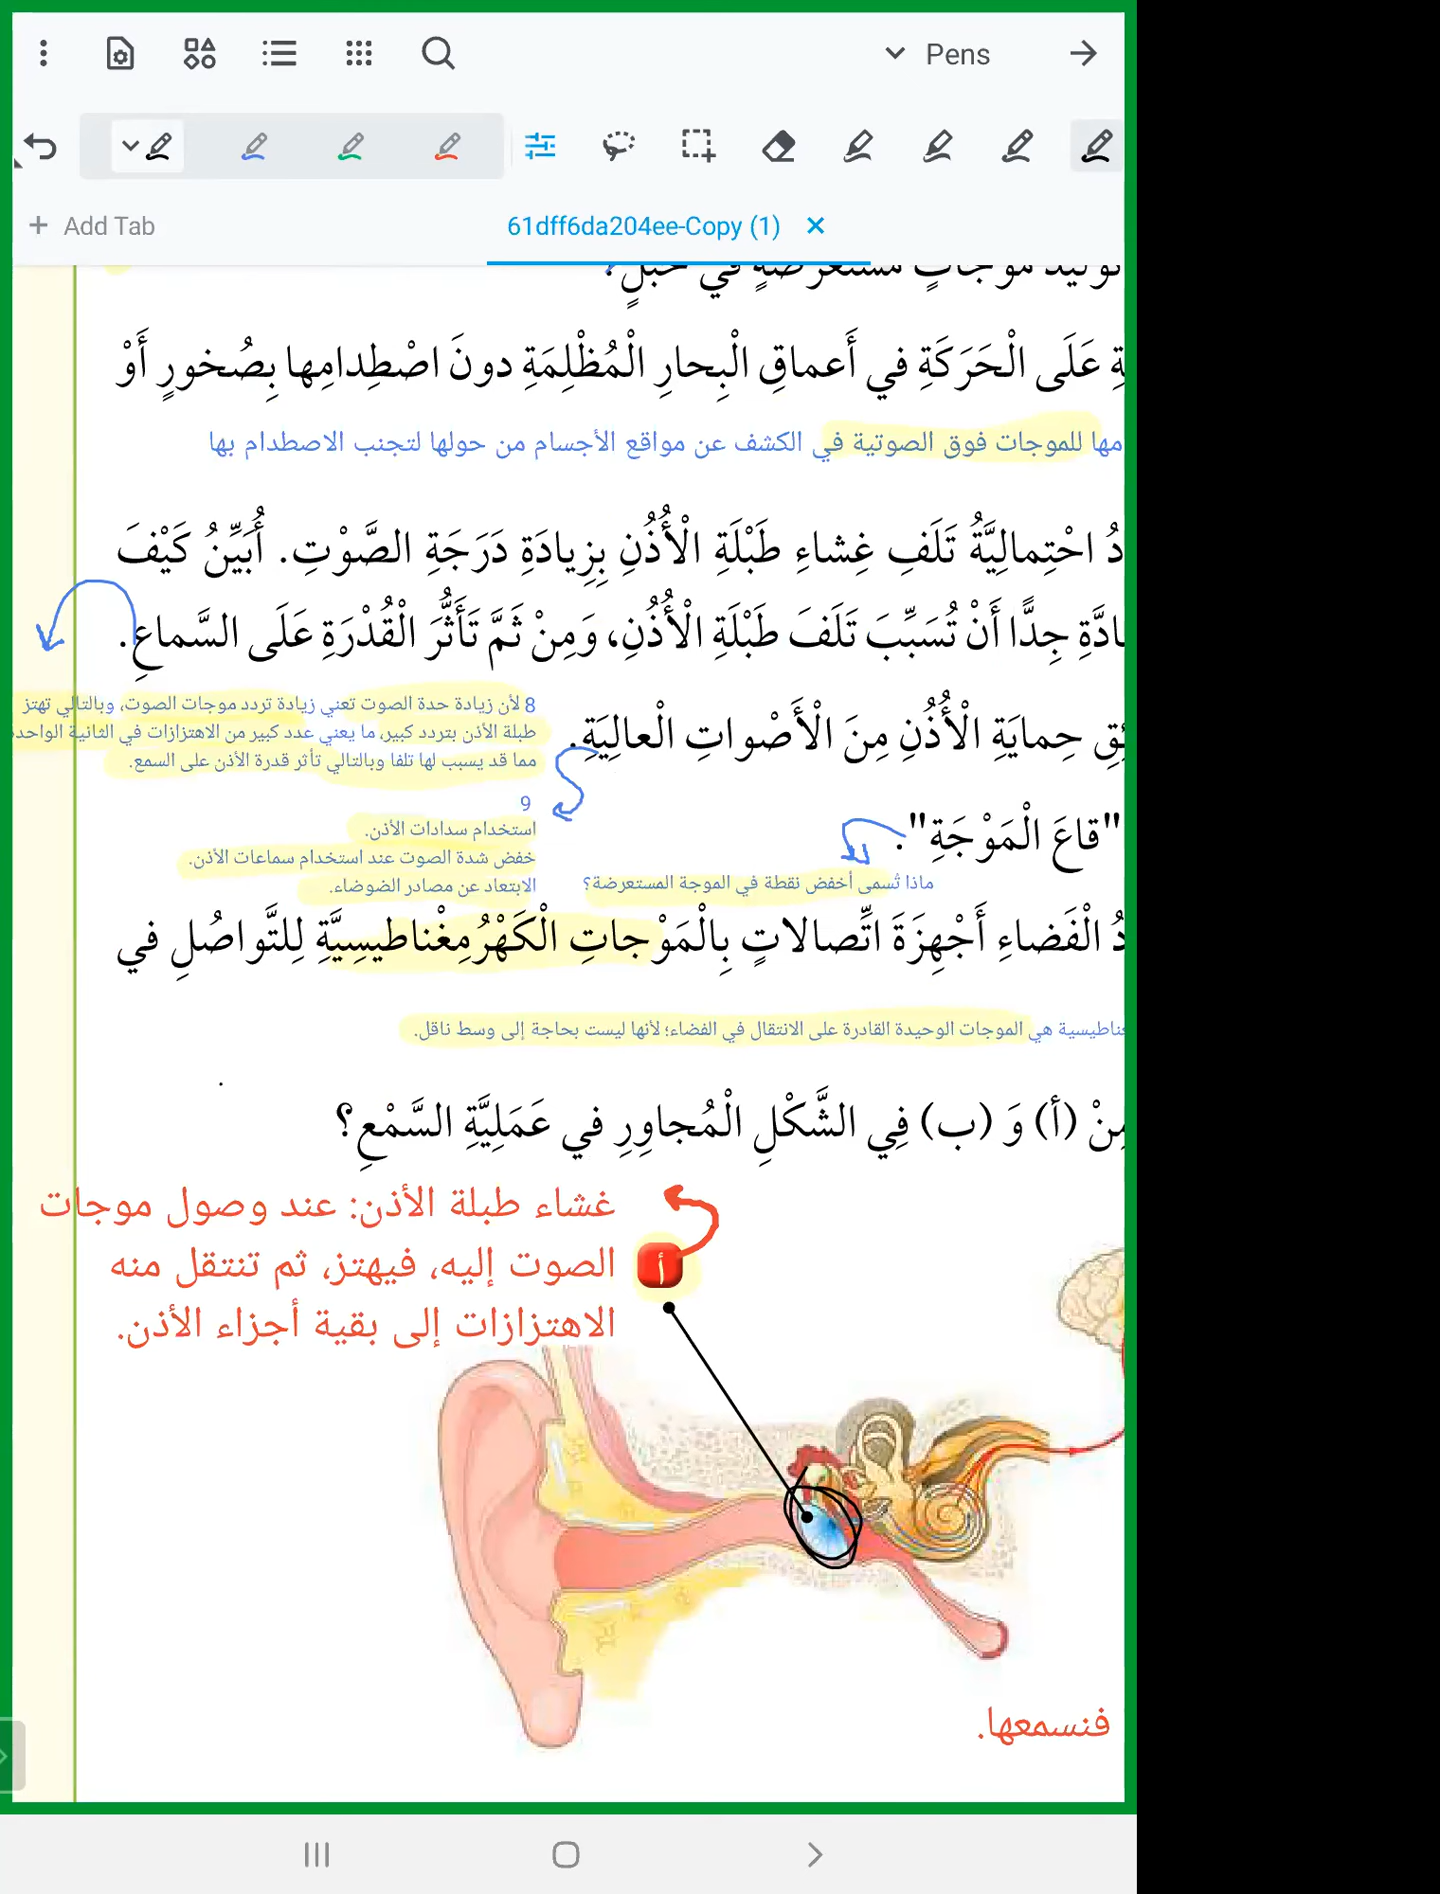 Pens
Add Tab
61dff6da204ee-Copy (1)
توليد موجاتٍ مستعرضةٍ في حبلٍ؟
عَلَى الْحَرَكَةِ في أَعماقِ الْبِحارِ الْمُظْلِمَةِ دونَ اصْطِدامِها بِصُخورٍ أَوْ
مها للموجات فوق الصوتية في الكشف عن مواقع الأجسام من حولها لتجنب الاصطدام بها
احْتِمالِيَّةُ تَلَفِ غِشاءِ طَبْلَةِ الْأُذُنِ بِزِيادَةِ دَرَجَةِ الصَّوْتِ. أُبَيِّنُ كَيْفَ
ادَّةِ جِدًّا أَنْ تُسَبِّبَ تَلَفَ طَبْلَةِ الْأُذُنِ، وَمِنْ ثَمَّ تَأَثُّرَ الْقُدْرَةِ عَلَى السَّماعِ.
8 لأن زيادة حدة الصوت تعني زيادة تردد موجات الصوت، وبالتالي تهتز
طبلة الأذن بتردد كبير، ما يعني عدد كبير من الاهتزازات في الثانية الواحدة
مما قد يسبب لها تلفا وبالتالي تأثر قدرة الأذن على السمع.
ئِقِ حِمايَةِ الْأُذُنِ مِنَ الْأَصْواتِ الْعالِيَةِ.
9
استخدام سدادات الأذن.
خفض شدة الصوت عند استخدام سماعات الأذن.
الابتعاد عن مصادر الضوضاء.
"قاعَ الْمَوْجَةِ".
ماذا تُسمى أخفض نقطة في الموجة المستعرضة؟
دُ الْفَضاءِ أَجْهِزَةَ اتِّصالاتٍ بِالْمَوْجاتِ الْكَهْرُمِغْناطيسِيَّةِ لِلتَّواصُلِ في
ناطيسية هي الموجات الوحيدة القادرة على الانتقال في الفضاء؛ لأنها ليست بحاجة إلى وسط ناقل.
مِنْ (أ) وَ (ب) فِي الشَّكْلِ الْمُجاوِرِ في عَمَلِيَّةِ السَّمْعِ؟
غشاء طبلة الأذن: عند وصول موجات
الصوت إليه، فيهتز، ثم تنتقل منه
الاهتزازات إلى بقية أجزاء الأذن.
أ
فنسمعها.